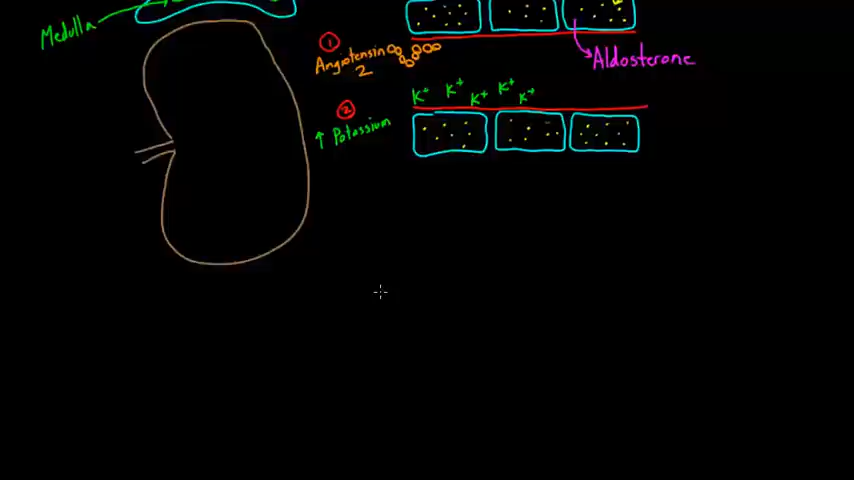 Medulla
①
Angiotensin
2
Aldosterone
K+ K+ K+ K+ K+
②
↑ Potassium